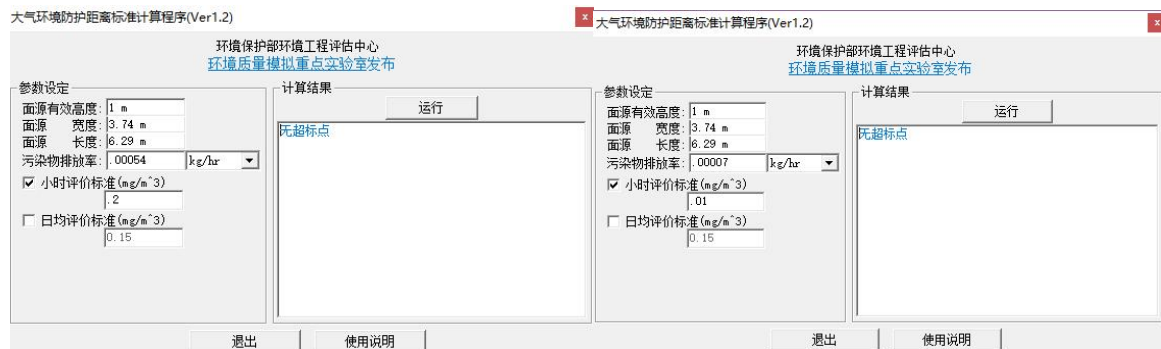 大气环境防护距离标准计算程序(Ver1.2)
x
环境保护部环境工程评估中心
环境质量模拟重点实验室发布
参数设定
面源有效高度: 1 m
面源 宽度: 3.74 m
面源 长度: 6.29 m
污染物排放率: .00054 kg/hr
小时评价标准(mg/m^3)
.2
日均评价标准(mg/m^3)
0.15
计算结果
运行
无超标点
退出 使用说明
大气环境防护距离标准计算程序(Ver1.2)
x
环境保护部环境工程评估中心
环境质量模拟重点实验室发布
参数设定
面源有效高度: 1 m
面源 宽度: 3.74 m
面源 长度: 6.29 m
污染物排放率: .00007 kg/hr
小时评价标准(mg/m^3)
.01
日均评价标准(mg/m^3)
0.15
计算结果
运行
无超标点
退出 使用说明